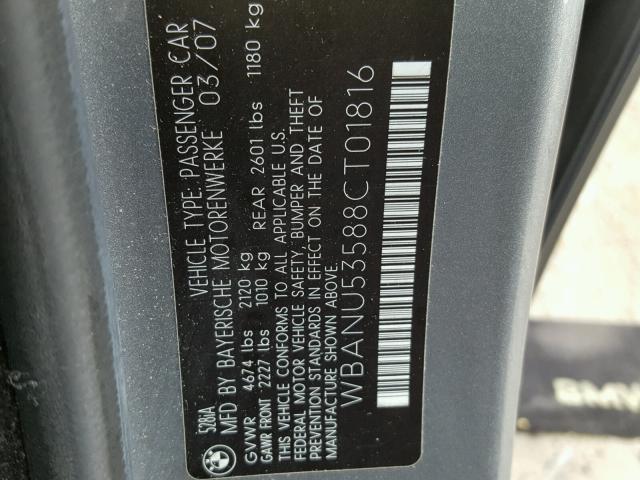 VEHICLE TYPE: PASSENGER CAR
528iA MFD BY BAYERISCHE MOTORENWERKE 03/07
GVWR 4674 lbs 2120 kg
GAWR FRONT 2227 lbs 1010 kg REAR 2601 lbs 1180 kg
THIS VEHICLE CONFORMS TO ALL APPLICABLE U.S.
FEDERAL MOTOR VEHICLE SAFETY, BUMPER AND THEFT
PREVENTION STANDARDS IN EFFECT ON THE DATE OF
MANUFACTURE SHOWN ABOVE.
WBANU53588CT01816
BMW